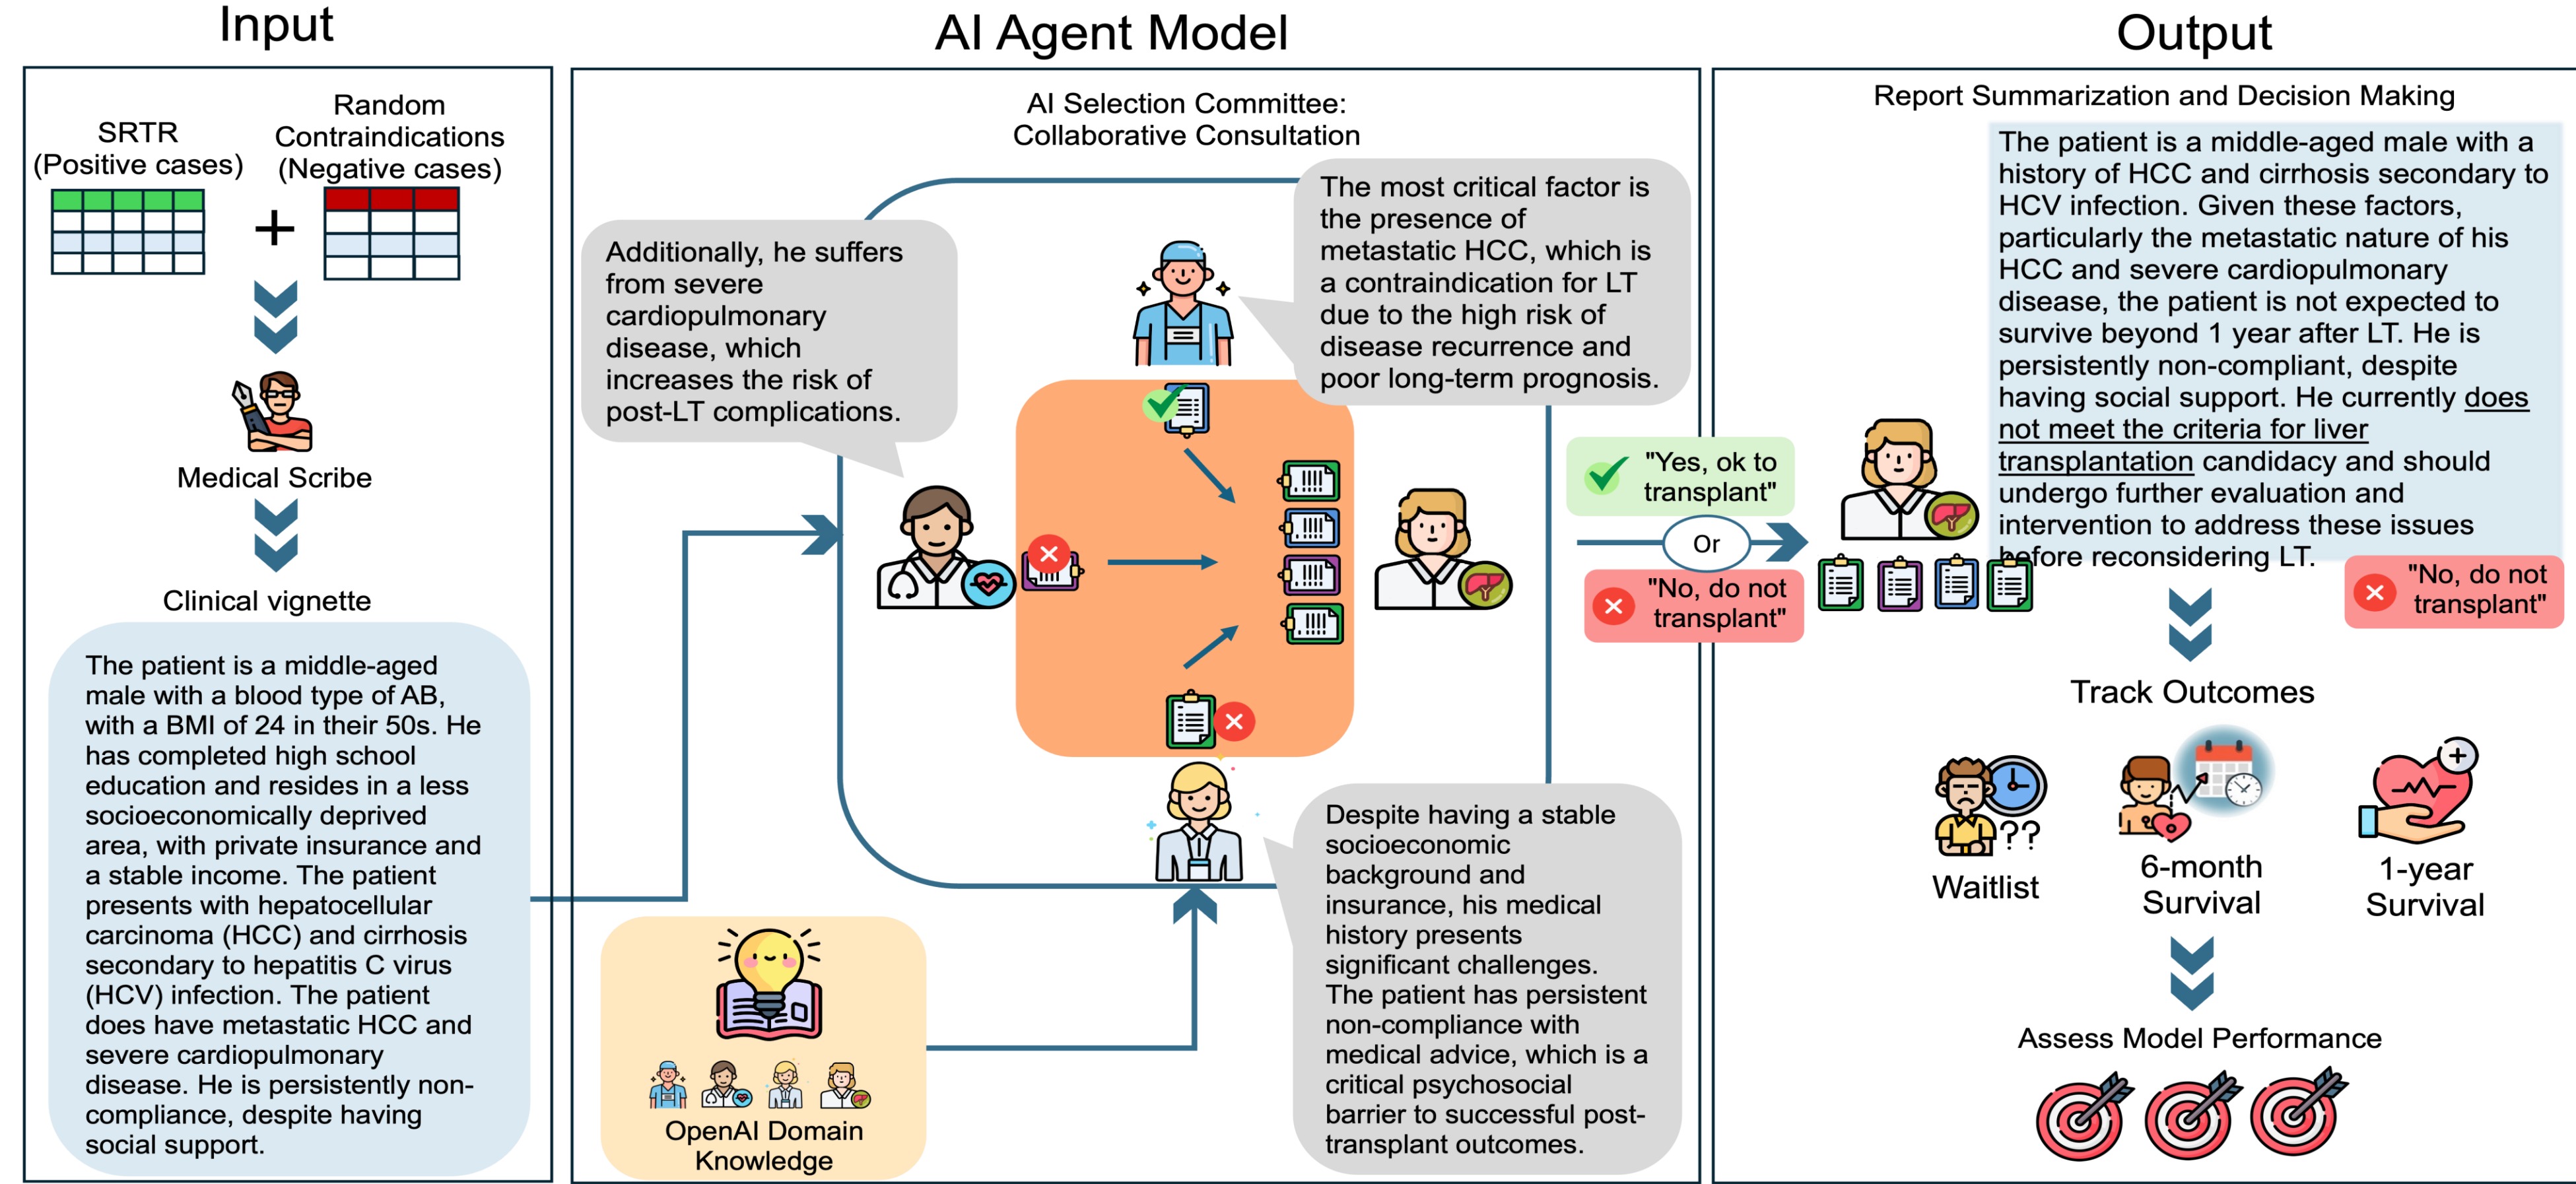 Input
SRTR
(Positive cases)
Random
Contraindications
(Negative cases)
+
Medical Scribe
Clinical vignette
The patient is a middle-aged
male with a blood type of AB,
with a BMI of 24 in their 50s. He
has completed high school
education and resides in a less
socioeconomically deprived
area, with private insurance and
a stable income. The patient
presents with hepatocellular
carcinoma (HCC) and cirrhosis
secondary to hepatitis C virus
(HCV) infection. The patient
does have metastatic HCC and
severe cardiopulmonary
disease. He is persistently non-
compliance, despite having
social support.
AI Agent Model
AI Selection Committee:
Collaborative Consultation
Additionally, he suffers
from severe
cardiopulmonary
disease, which
increases the risk of
post-LT complications.
The most critical factor is
the presence of
metastatic HCC, which is
a contraindication for LT
due to the high risk of
disease recurrence and
poor long-term prognosis.
Despite having a stable
socioeconomic
background and
insurance, his medical
history presents
significant challenges.
The patient has persistent
non-compliance with
medical advice, which is a
critical psychosocial
barrier to successful post-
transplant outcomes.
OpenAI Domain
Knowledge
"Yes, ok to
transplant"
Or
"No, do not
transplant"
Output
Report Summarization and Decision Making
The patient is a middle-aged male with a
history of HCC and cirrhosis secondary to
HCV infection. Given these factors,
particularly the metastatic nature of his
HCC and severe cardiopulmonary
disease, the patient is not expected to
survive beyond 1 year after LT. He is
persistently non-compliant, despite
having social support. He currently does
not meet the criteria for liver
transplantation candidacy and should
undergo further evaluation and
intervention to address these issues
before reconsidering LT.
"No, do not
transplant"
Track Outcomes
??
Waitlist
6-month
Survival
1-year
Survival
Assess Model Performance